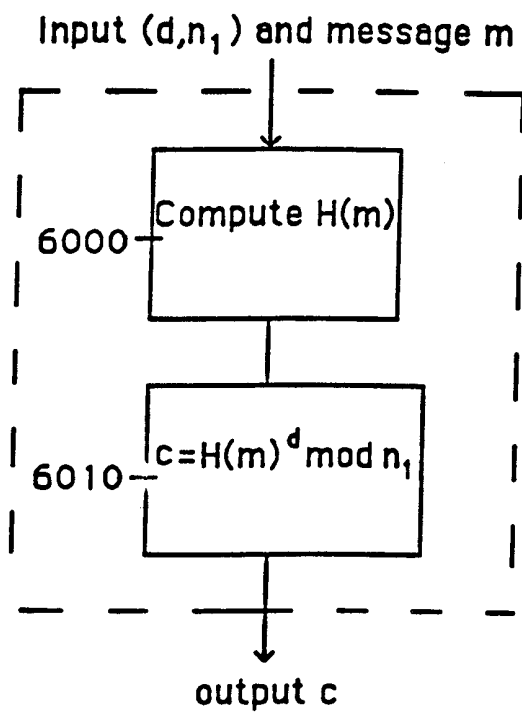 Input (d,n₁) and message m
Compute H(m)
6000
c=H(m)ᵈ mod n₁
6010
output c